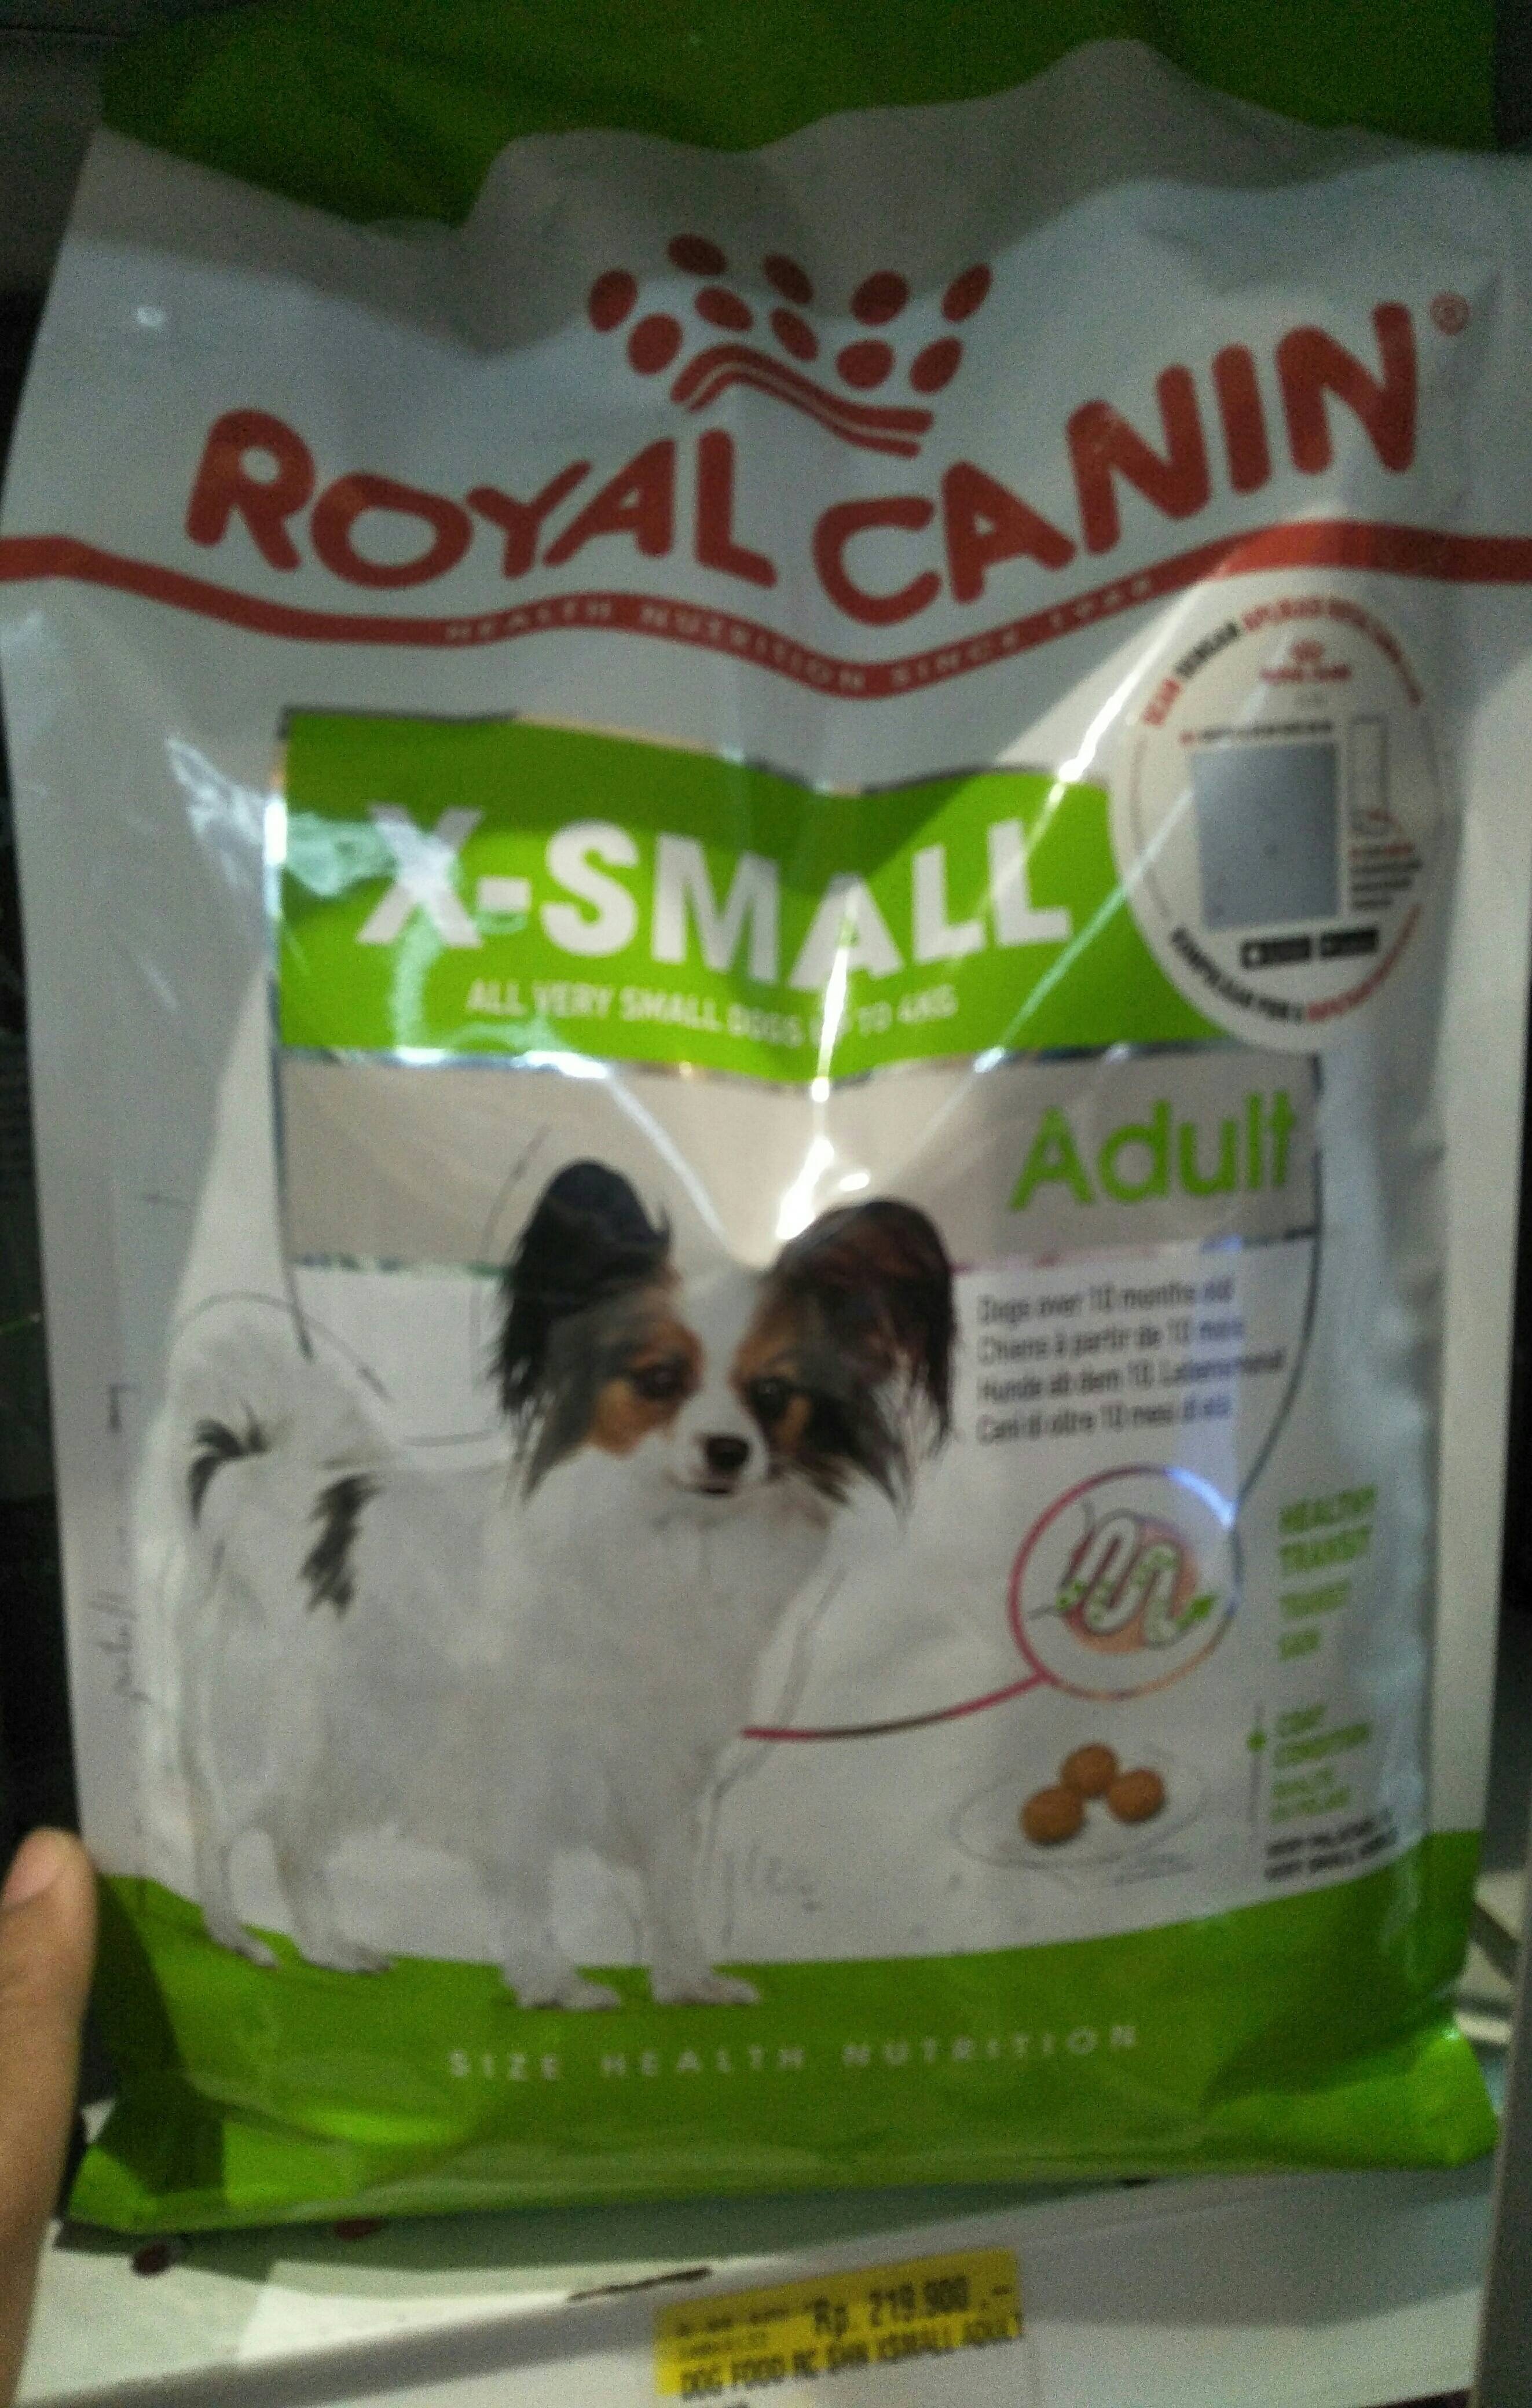 ROYAL CANIN®
HEALTH NUTRITION SINCE 1968
X-SMALL
ALL VERY SMALL DOGS UP TO 4KG
Adult
Dogs over 10 months old
Chiens à partir de 10 mois
Hunde ab dem 10 Lebensmonat
Cani di oltre 10 mesi di età
HEALTHY
TRANSIT
TRANSIT
SAIN
COAT
CONDITION
SIZE HEALTH NUTRITION
Rp. 219.900.-
DOG FOOD RC SHN XSMALL ADULT